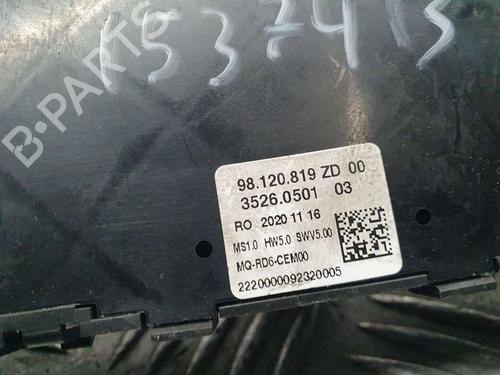 153741S
B-PARTS
98.120.819 ZD 00
3526.0501 03
RO 2020 11 16
MS1.0 HW5.0 SWV5.00
MQ-RD6-CEM00
2220000092320005